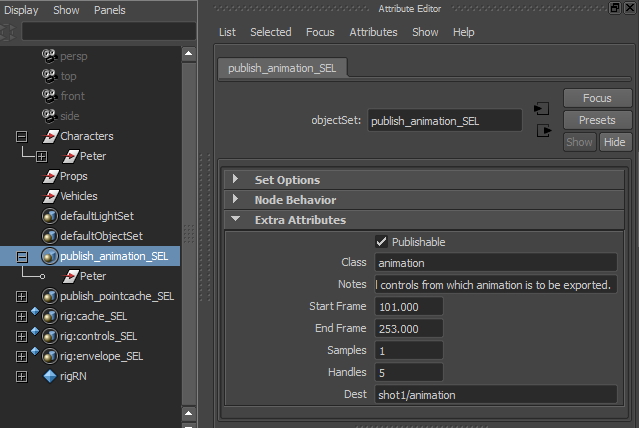 Display Show Panels
persp
top
front
side
Characters
Peter
Props
Vehicles
defaultLightSet
defaultObjectSet
publish_animation_SEL
Peter
publish_pointcache_SEL
rig:cache_SEL
rig:controls_SEL
rig:envelope_SEL
rigRN
Attribute Editor
List Selected Focus Attributes Show Help
publish_animation_SEL
objectSet: publish_animation_SEL
Focus
Presets
Show Hide
Set Options
Node Behavior
Extra Attributes
Publishable
Class animation
Notes l controls from which animation is to be exported.
Start Frame 101.000
End Frame 253.000
Samples 1
Handles 5
Dest shot1/animation